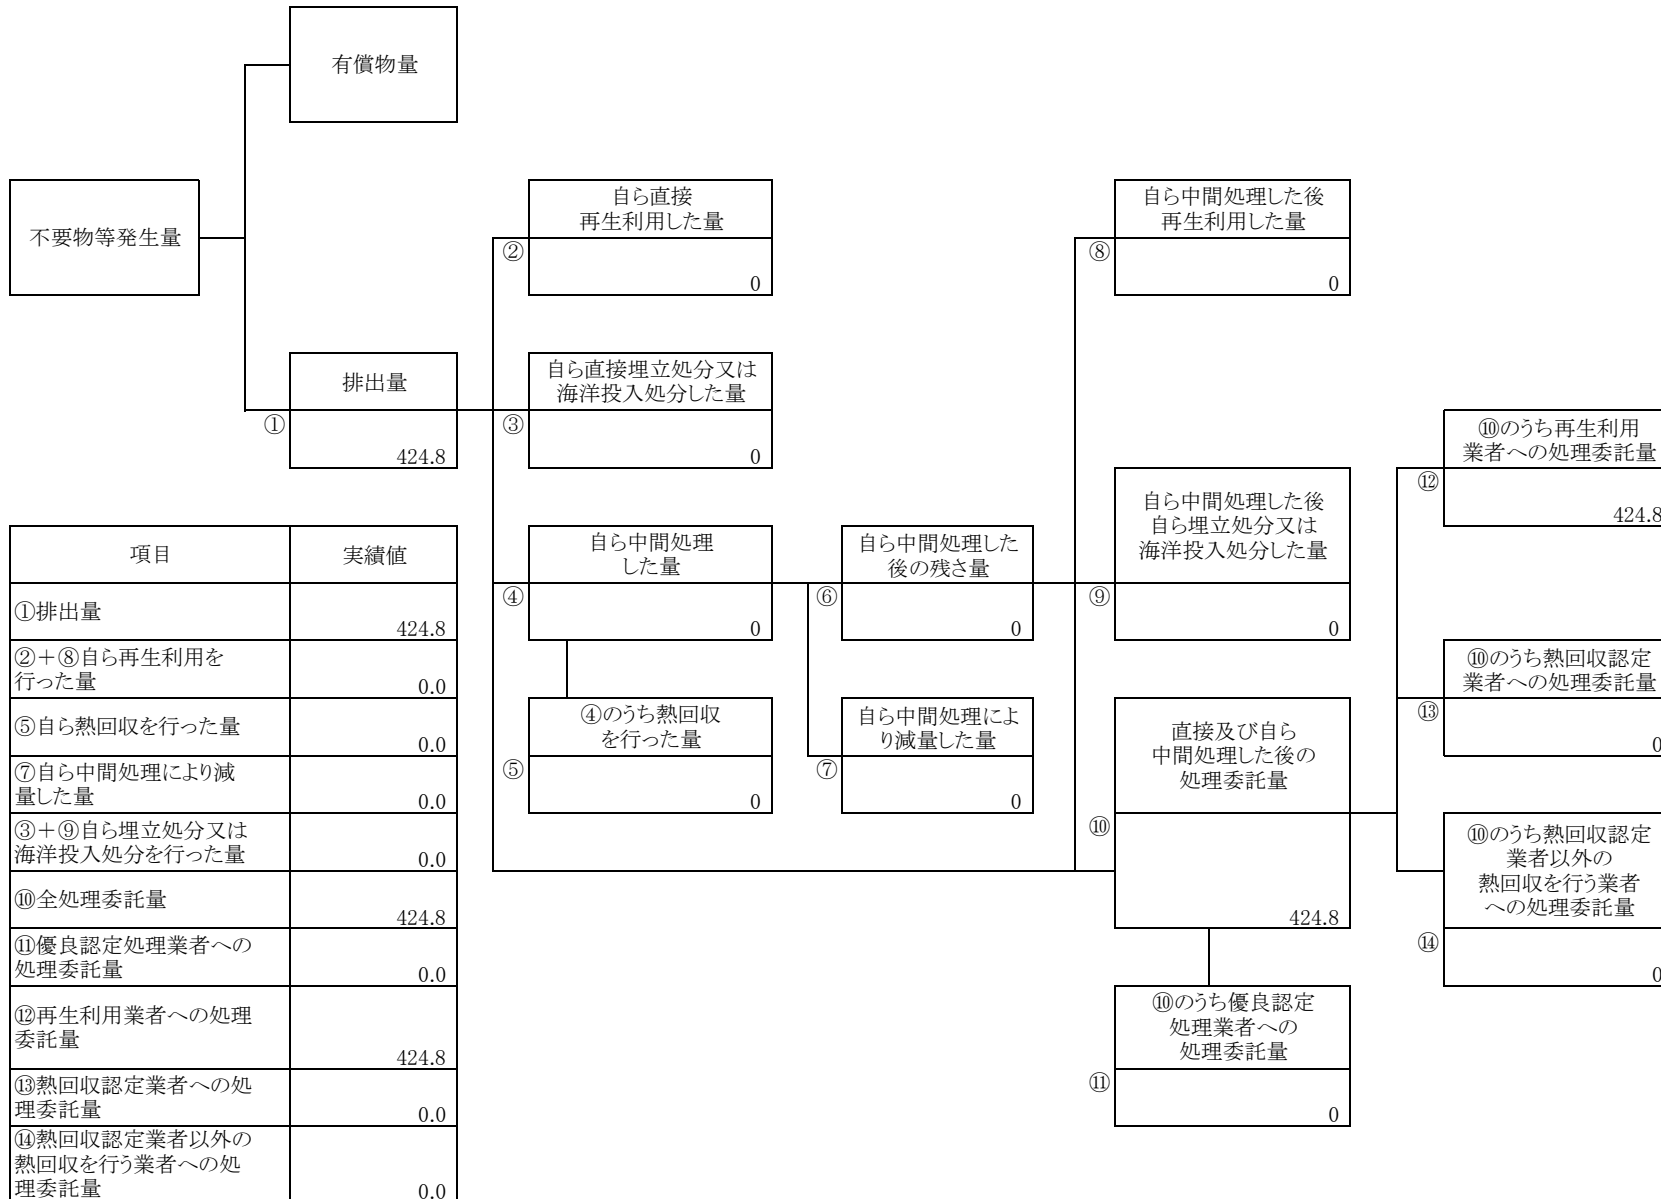 有償物量
不要物等発生量
自ら直接
再生利用した量
②
0
自ら中間処理した後
再生利用した量
⑧
0
排出量
①
424.8
自ら直接埋立処分又は
海洋投入処分した量
③
0
⑩のうち再生利用
業者への処理委託量
⑫
424.8
自ら中間処理
した量
④
0
自ら中間処理した
後の残さ量
⑥
0
自ら中間処理した後
自ら埋立処分又は
海洋投入処分した量
⑨
0
⑩のうち熱回収認定
業者への処理委託量
⑬
0
④のうち熱回収
を行った量
⑤
0
自ら中間処理によ
り減量した量
⑦
0
直接及び自ら
中間処理した後の
処理委託量
⑩
424.8
⑩のうち熱回収認定
業者以外の
熱回収を行う業者
への処理委託量
⑭
0
⑩のうち優良認定
処理業者への
処理委託量
⑪
0
項目 実績値
①排出量 424.8
②+⑧自ら再生利用を
行った量 0.0
⑤自ら熱回収を行った量 0.0
⑦自ら中間処理により減
量した量 0.0
③+⑨自ら埋立処分又は
海洋投入処分を行った量 0.0
⑩全処理委託量 424.8
⑪優良認定処理業者への
処理委託量 0.0
⑫再生利用業者への処理
委託量 424.8
⑬熱回収認定業者への処
理委託量 0.0
⑭熱回収認定業者以外の
熱回収を行う業者への処
理委託量 0.0